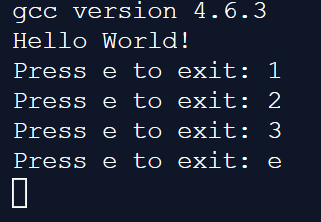 gcc version 4.6.3
Hello World!
Press e to exit: 1
Press e to exit: 2
Press e to exit: 3
Press e to exit: e